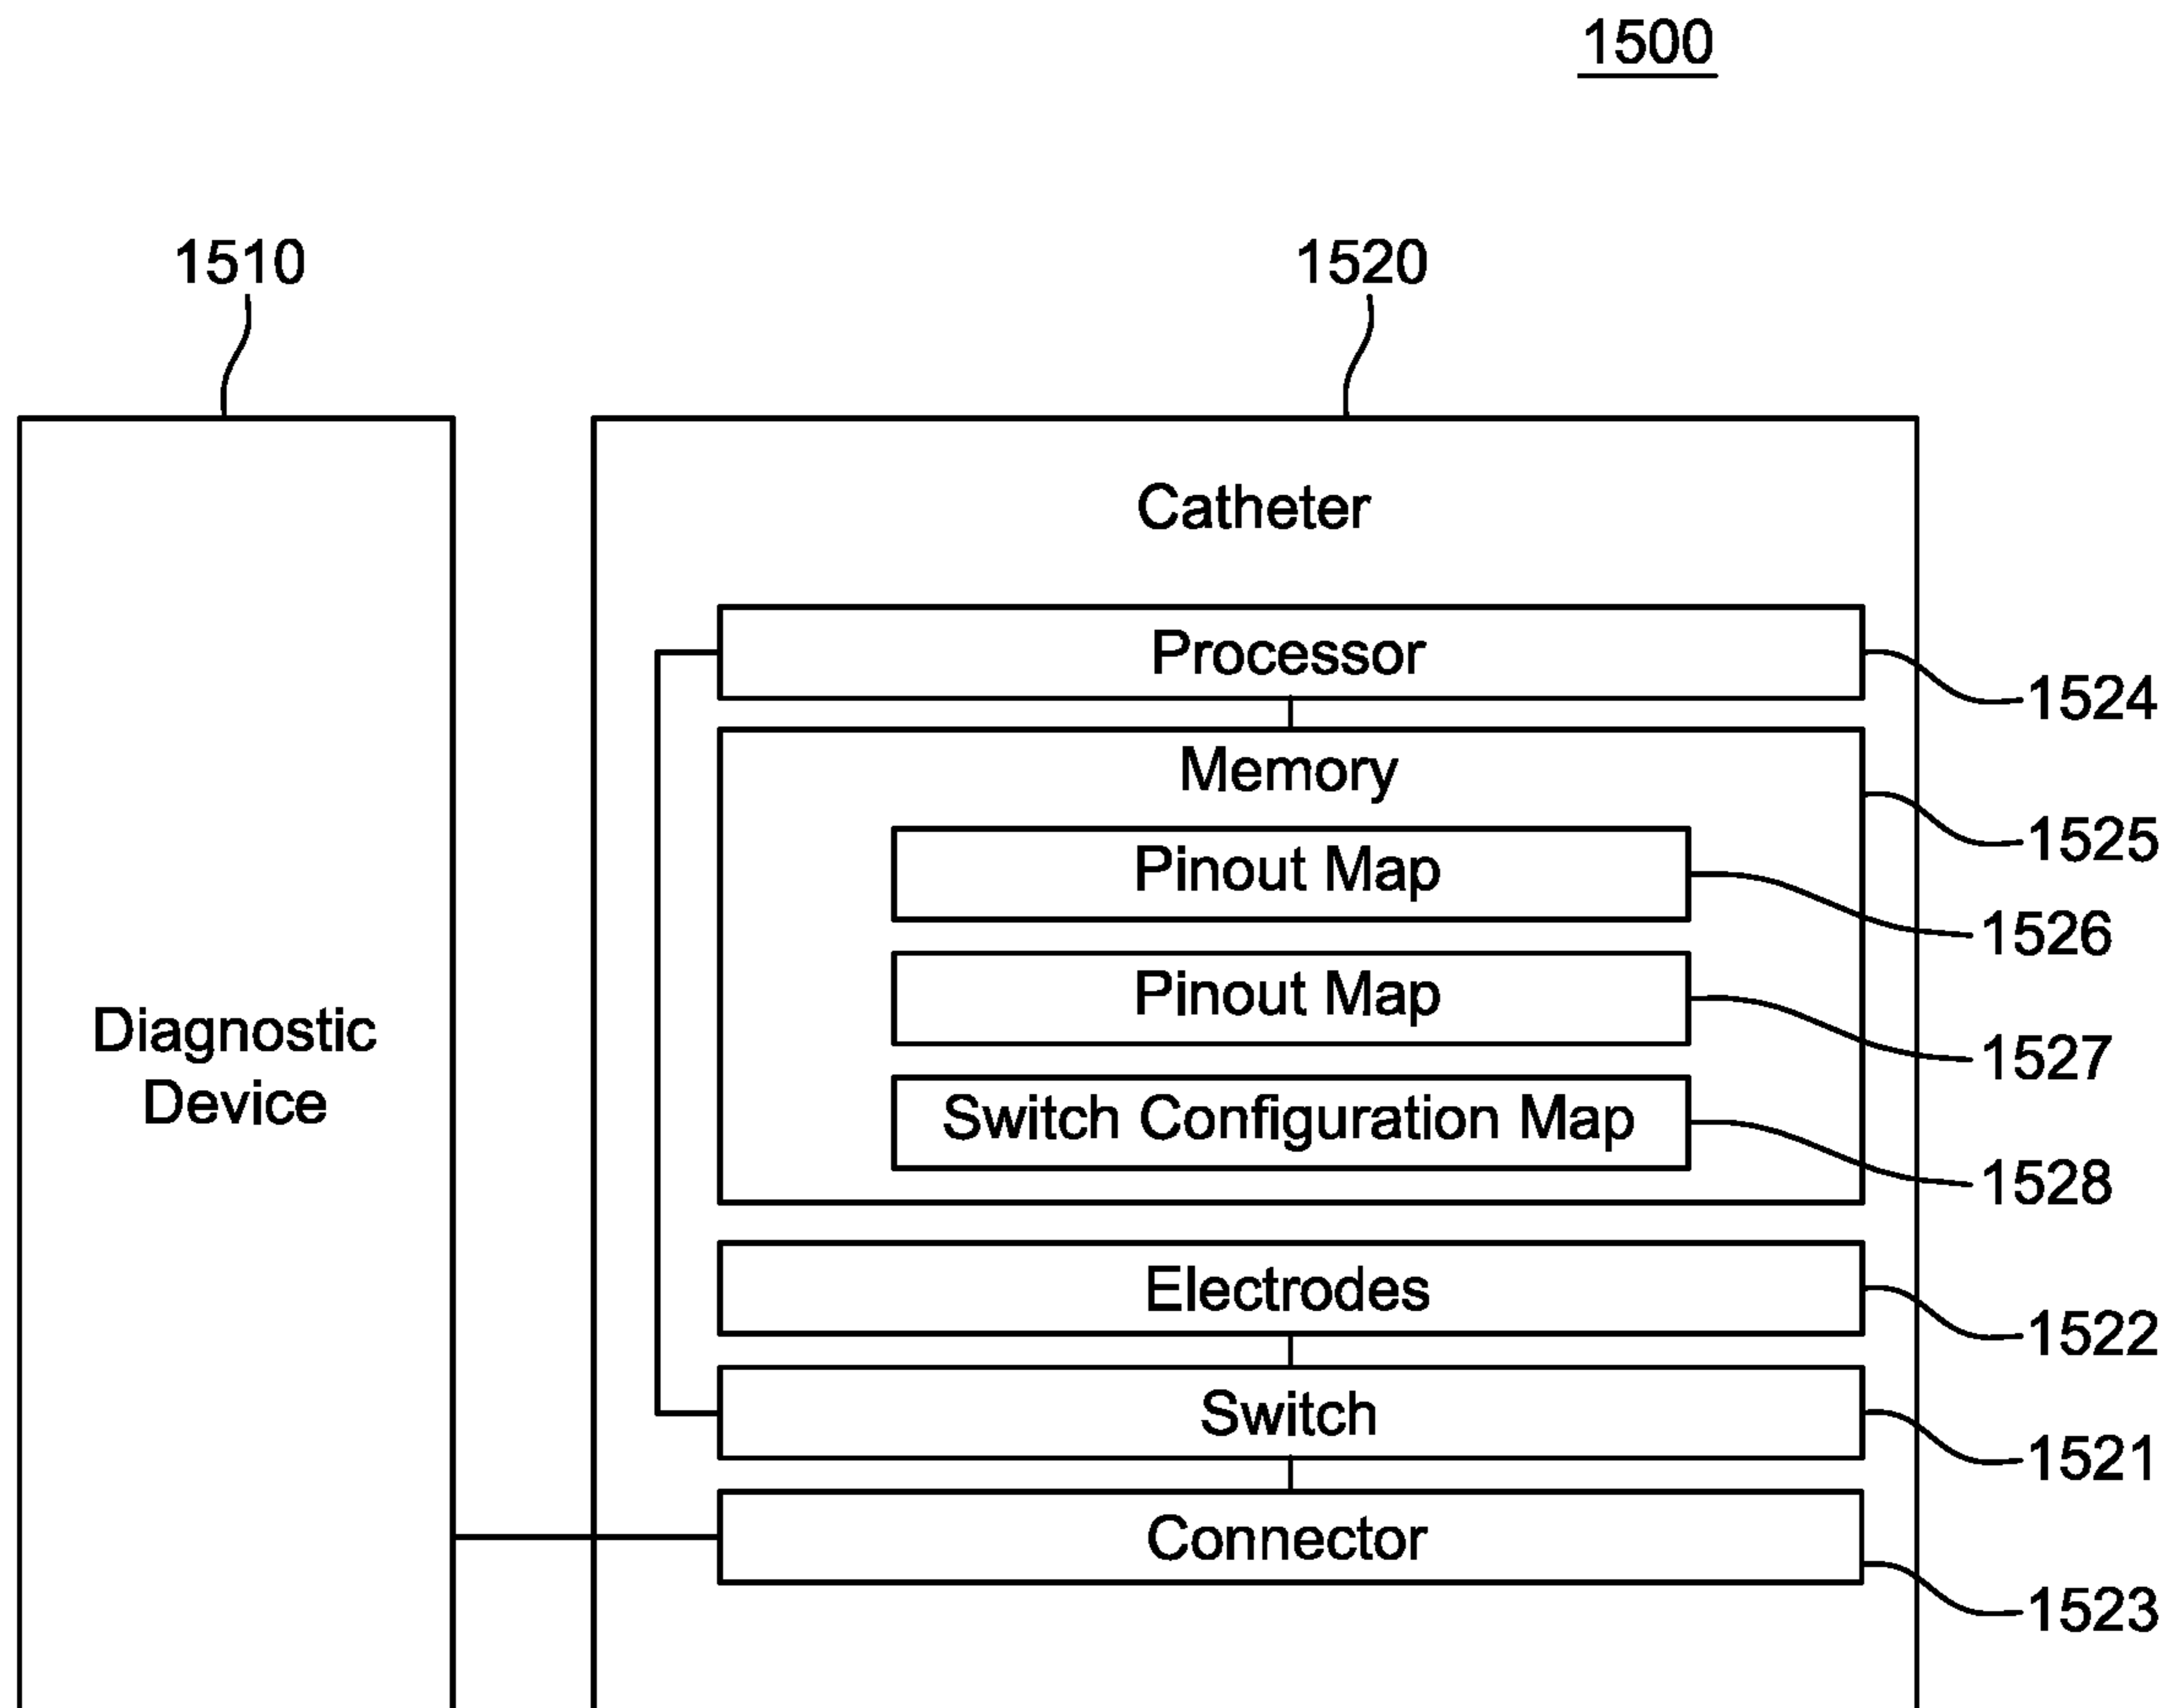 1500
1510
1520
Catheter
Processor
1524
Memory
1525
Pinout Map
1526
Pinout Map
1527
Switch Configuration Map
1528
Diagnostic
Device
Electrodes
1522
Switch
1521
Connector
1523